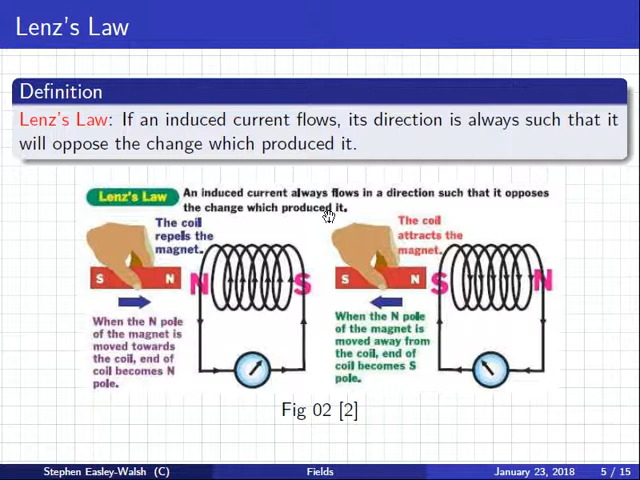 Lenz's Law
Definition
Lenz's Law: If an induced current flows, its direction is always such that it
will oppose the change which produced it.
Lenz's Law
An induced current always flows in a direction such that it opposes
the change which produced it.
The coil
repels the
magnet.
S N
N S
When the N pole
of the magnet is
moved towards
the coil, end of
coil becomes N
pole.
The coil
attracts the
magnet.
S N
S N
When the N pole
of the magnet is
moved away from
the coil, end of
coil becomes S
pole.
Fig 02 [2]
Stephen Easley-Walsh (C) Fields January 23, 2018 5 / 15